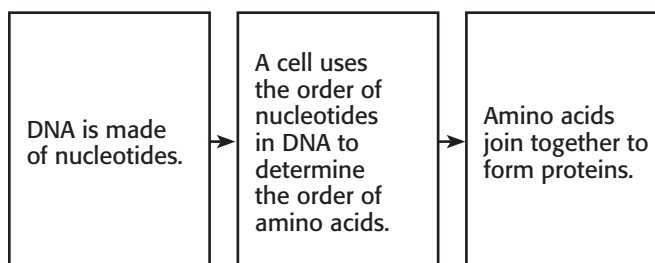 DNA is made
of nucleotides.
A cell uses
the order of
nucleotides
in DNA to
determine
the order of
amino acids.
Amino acids
join together to
form proteins.